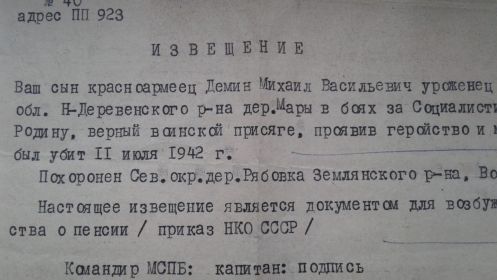 № 40
адрес ПП 923
ИЗВЕЩЕНИЕ
Ваш сын красноармеец Демин Михаил Васильевич уроженец
обл. Н-Деревенского р-на дер.Мары в боях за Социалисти
Родину, верный воинской присяге, проявив геройство и м
был убит II июля 1942 г.
Похоронен Сев.окр.дер.Рябовка Землянского р-на, Во
Настоящее извещение является документом для возбуж
ства о пенсии / приказ НКО СССР /
Командир МСПБ: капитан: подпись